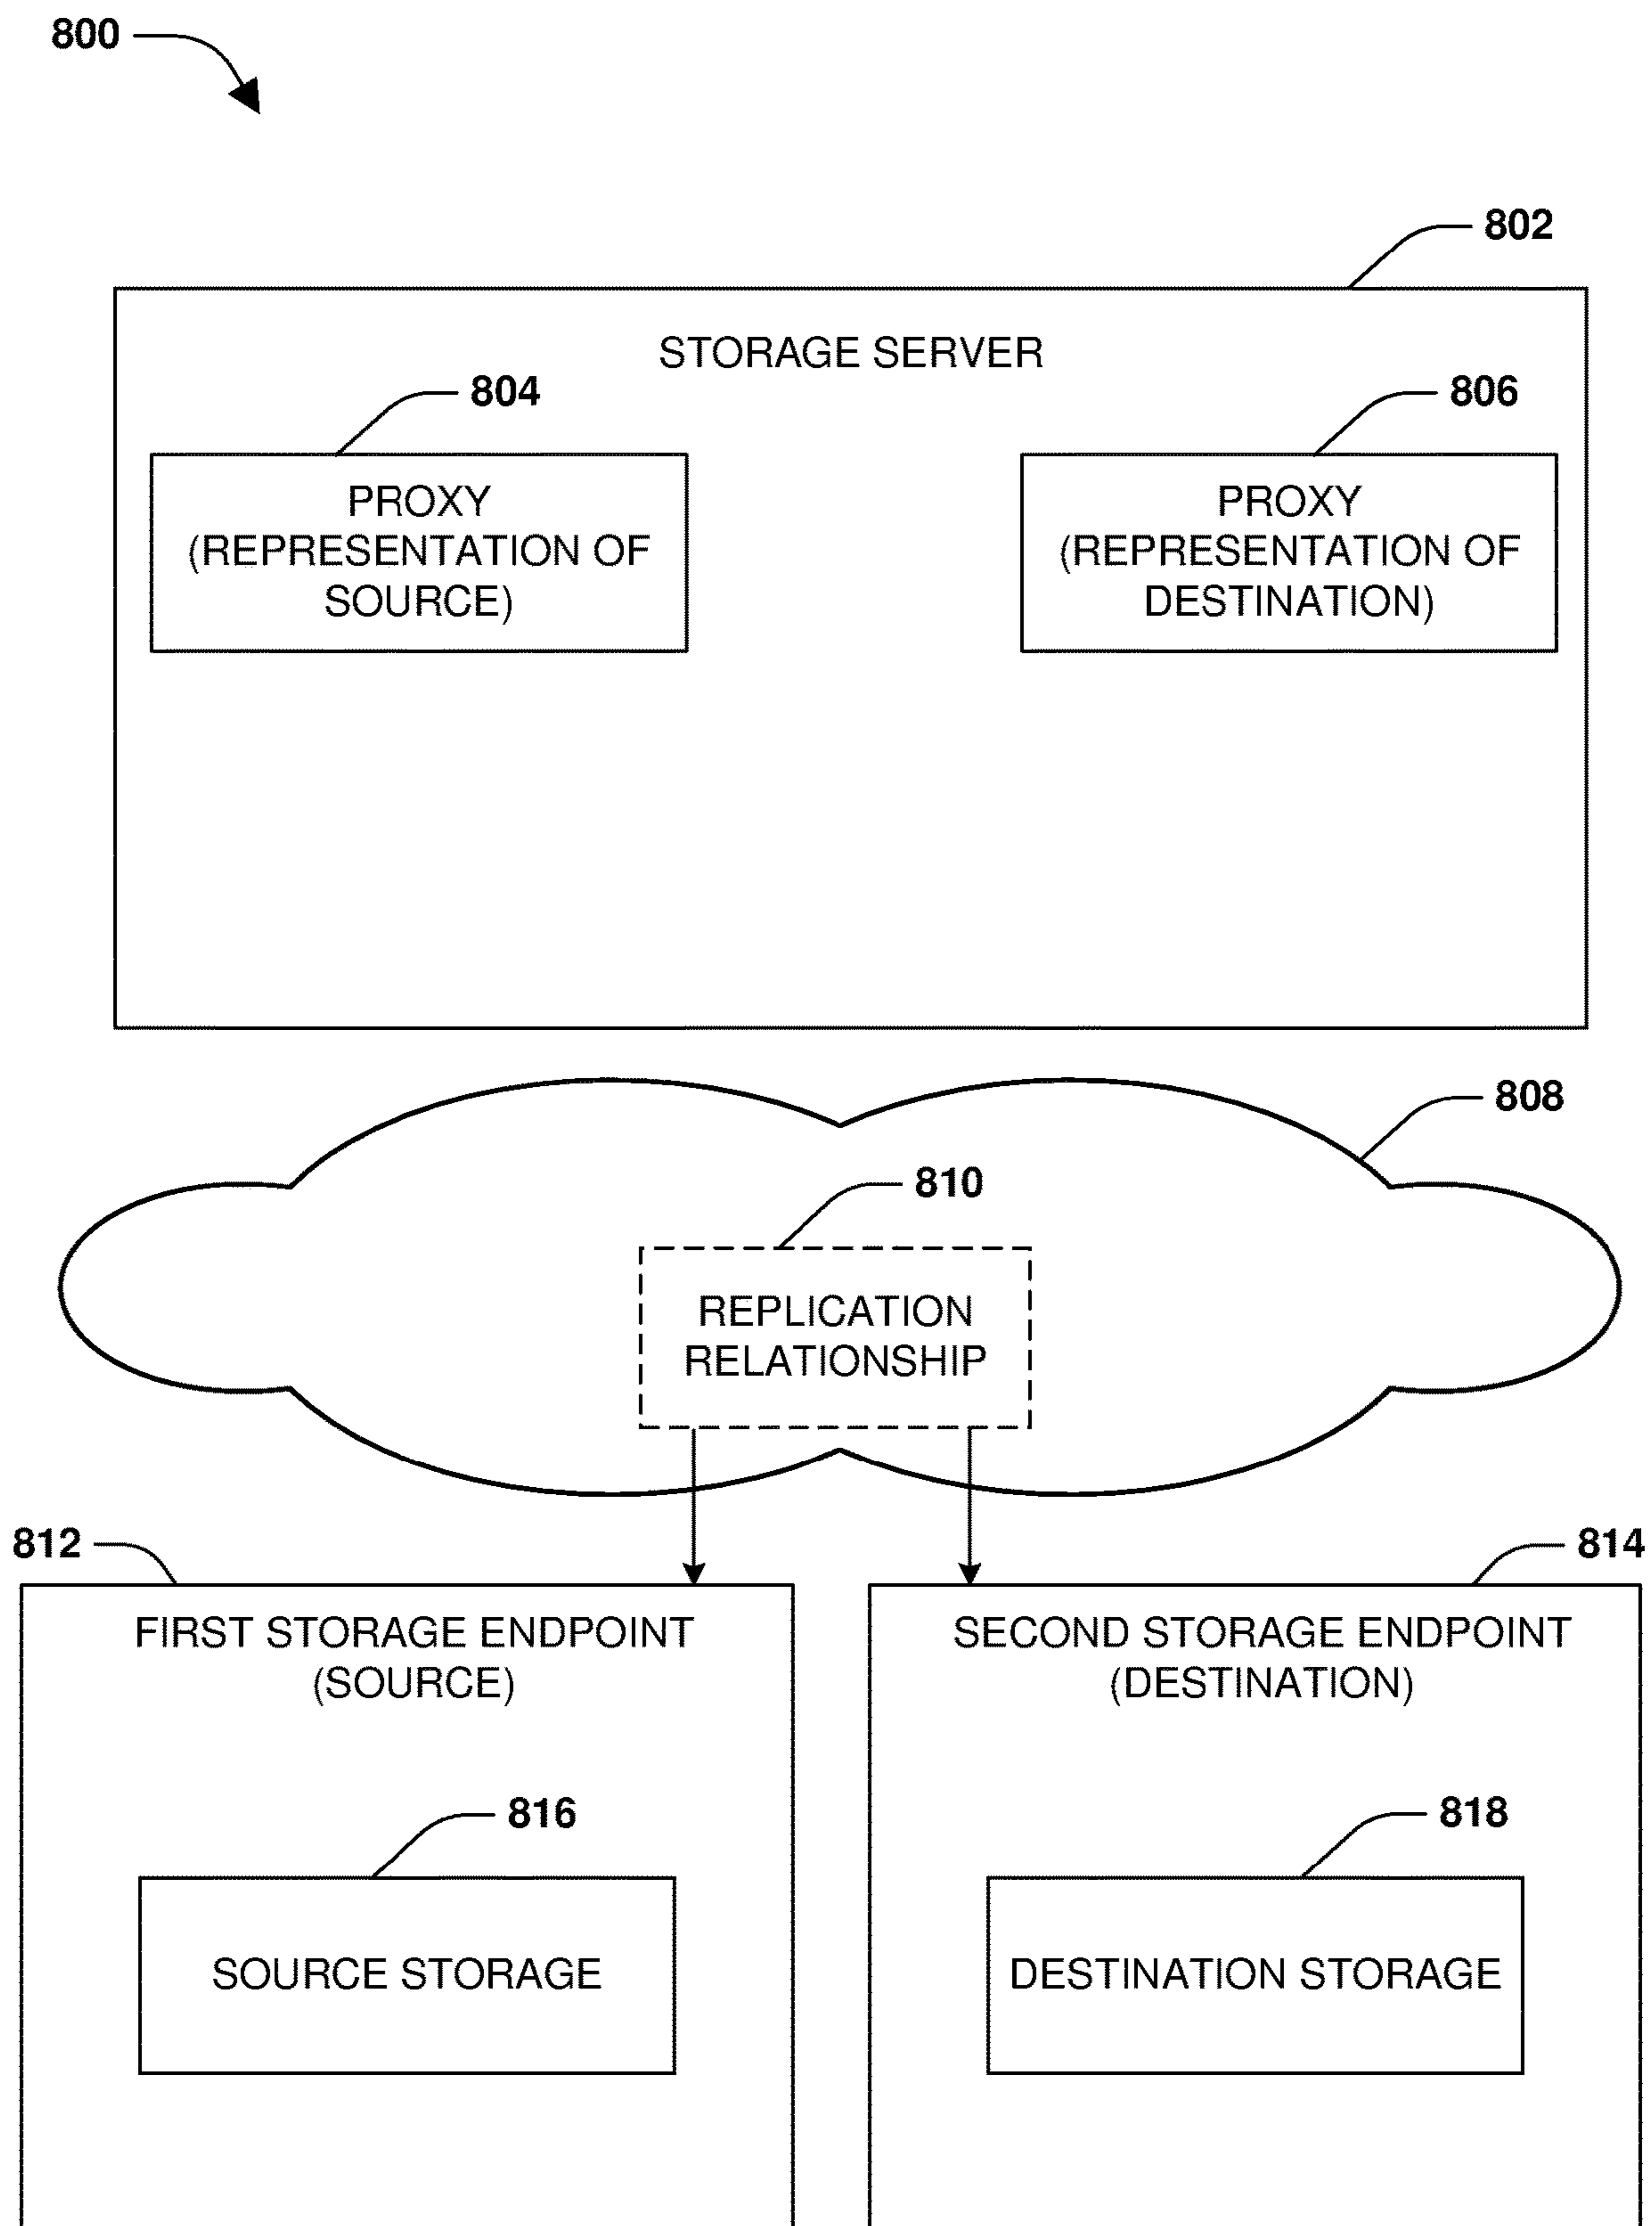 800
802
STORAGE SERVER
804
806
PROXY
(REPRESENTATION OF
SOURCE)
PROXY
(REPRESENTATION OF
DESTINATION)
808
810
REPLICATION
RELATIONSHIP
812
814
FIRST STORAGE ENDPOINT
(SOURCE)
SECOND STORAGE ENDPOINT
(DESTINATION)
816
818
SOURCE STORAGE
DESTINATION STORAGE